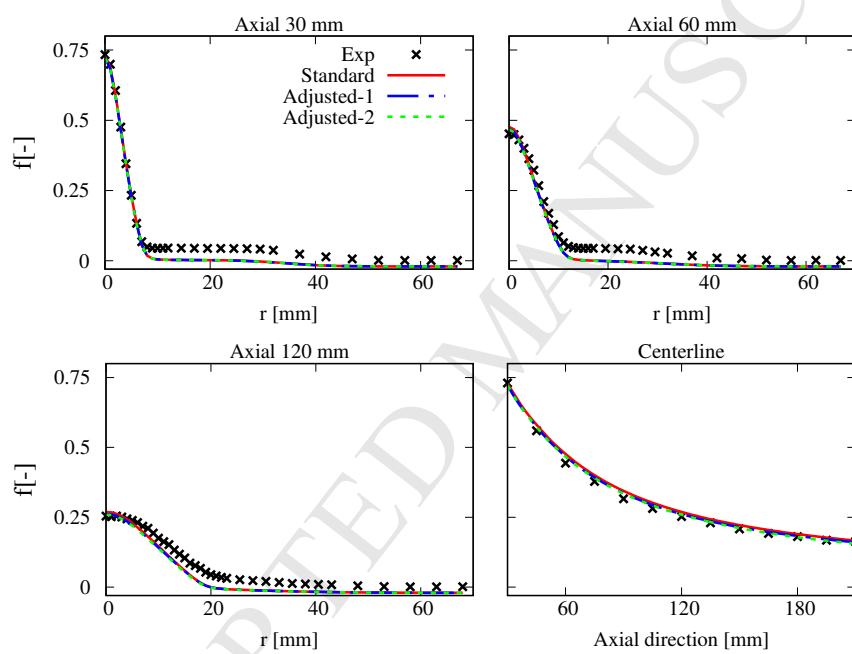 Axial 30 mm
Axial 60 mm
0.75
0.5
0.25
0
f[-]
Exp
Standard
Adjusted-1
Adjusted-2
0
20
40
60
0
20
40
60
r [mm]
r [mm]
Axial 120 mm
Centerline
0.75
0.5
0.25
0
f[-]
0
20
40
60
60
120
180
r [mm]
Axial direction [mm]
PTED MANUSC